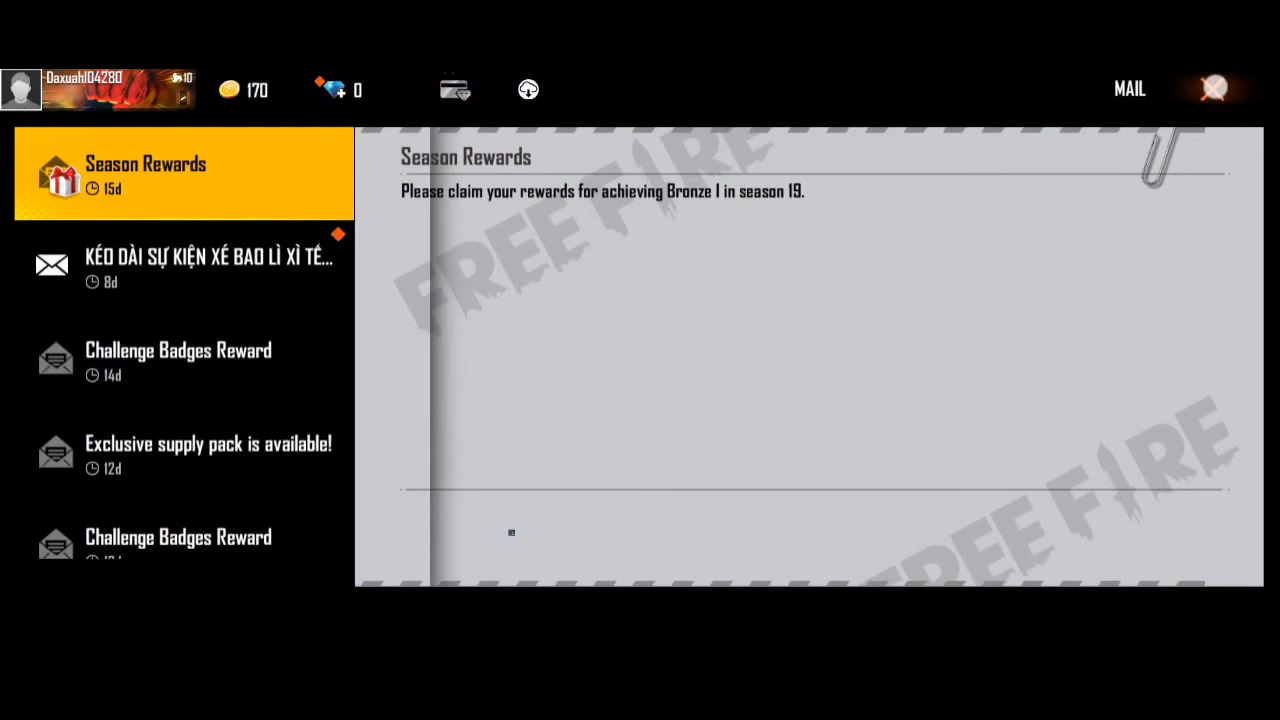 Daxuahl04280
10
170
0
MAIL
Season Rewards
15d
KÉO DÀI SỰ KIỆN XÉ BAO LÌ XÌ TẾ...
8d
Challenge Badges Reward
14d
Exclusive supply pack is available!
12d
Challenge Badges Reward
Season Rewards
Please claim your rewards for achieving Bronze I in season 19.
FREE FIRE
FREE FIRE